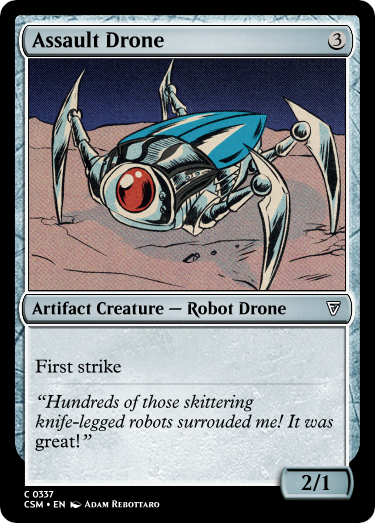 Assault Drone 3
Artifact Creature — Robot Drone
First strike
“Hundreds of those skittering
knife-legged robots surrouded me! It was
great!”
2/1
C 0337
CSM • EN Adam Rebottaro